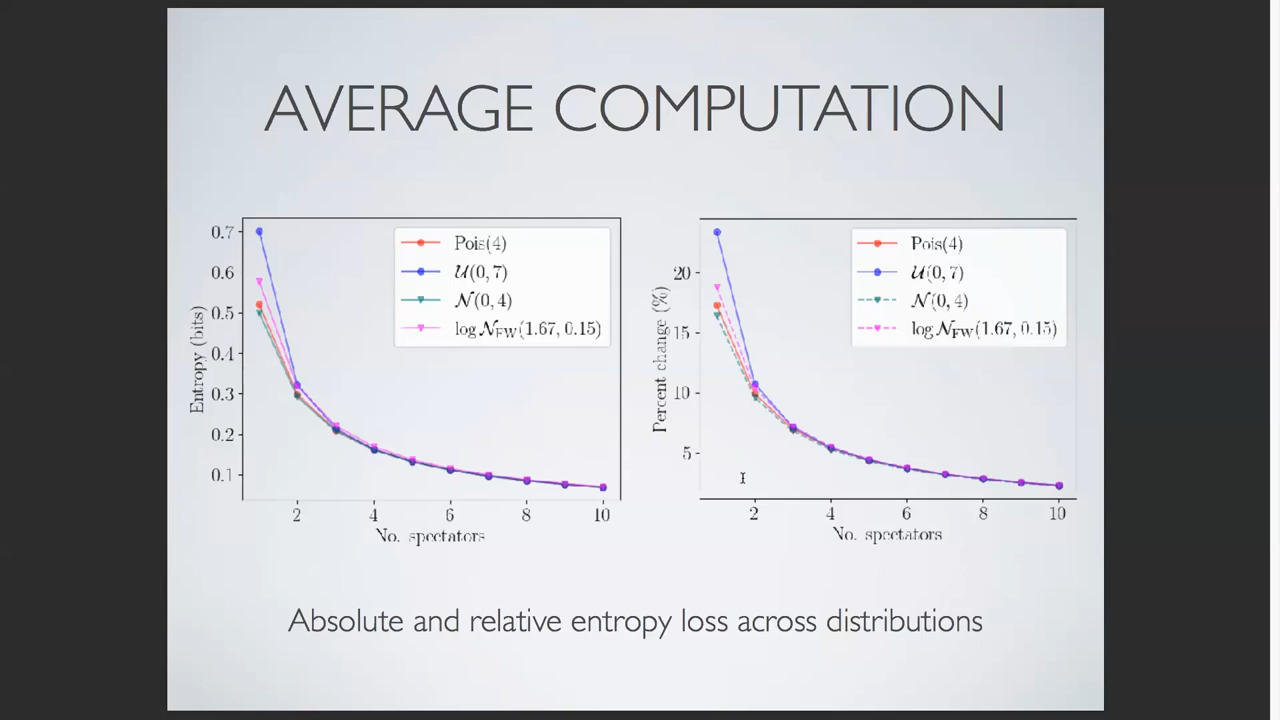 AVERAGE COMPUTATION
0.7
0.6
0.5
0.4
0.3
0.2
0.1
Entropy (bits)
2 4 6 8 10
No. spectators
Pois(4)
𝒰(0, 7)
𝒩(0, 4)
log 𝒩FW(1.67, 0.15)
20
15
10
5
Percent change (%)
2 4 6 8 10
No. spectators
Pois(4)
𝒰(0, 7)
𝒩(0, 4)
log 𝒩FW(1.67, 0.15)
Absolute and relative entropy loss across distributions